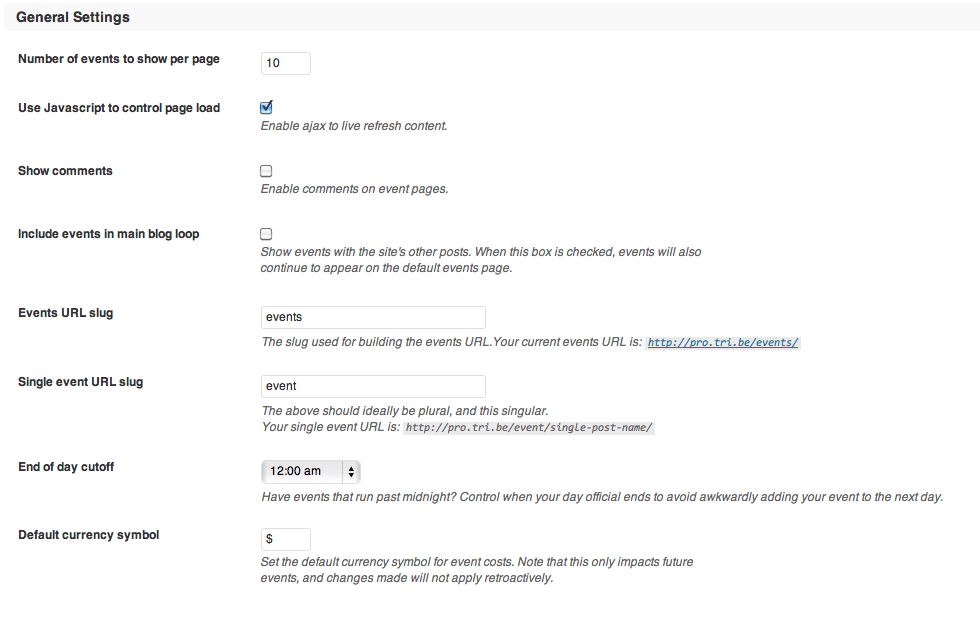 General Settings
Number of events to show per page
10
Use Javascript to control page load
Enable ajax to live refresh content.
Show comments
Enable comments on event pages.
Include events in main blog loop
Show events with the site's other posts. When this box is checked, events will also
continue to appear on the default events page.
Events URL slug
events
The slug used for building the events URL.Your current events URL is: http://pro.tri.be/events/
Single event URL slug
event
The above should ideally be plural, and this singular.
Your single event URL is: http://pro.tri.be/event/single-post-name/
End of day cutoff
12:00 am
Have events that run past midnight? Control when your day official ends to avoid awkwardly adding your event to the next day.
Default currency symbol
$
Set the default currency symbol for event costs. Note that this only impacts future
events, and changes made will not apply retroactively.